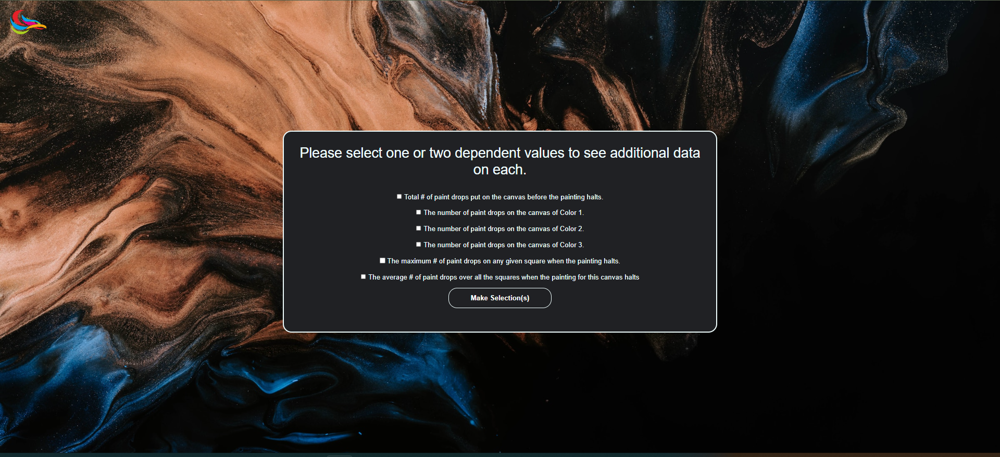 Please select one or two dependent values to see additional data
on each.
Total # of paint drops put on the canvas before the painting halts.
The number of paint drops on the canvas of Color 1.
The number of paint drops on the canvas of Color 2.
The number of paint drops on the canvas of Color 3.
The maximum # of paint drops on any given square when the painting halts.
The average # of paint drops over all the squares when the painting for this canvas halts
Make Selection(s)